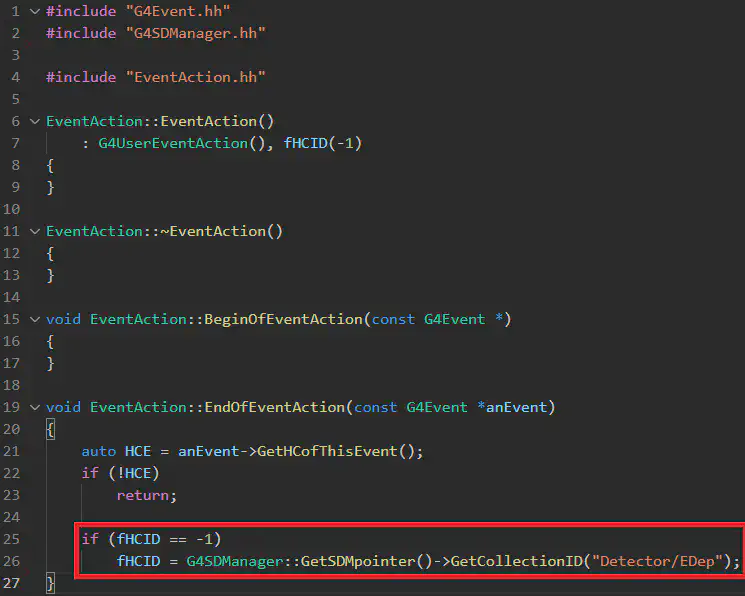 1 #include "G4Event.hh"
2 #include "G4SDManager.hh"
3
4 #include "EventAction.hh"
5
6 EventAction::EventAction()
7     : G4UserEventAction(), fHCID(-1)
8 {
9 }
10
11 EventAction::~EventAction()
12 {
13 }
14
15 void EventAction::BeginOfEventAction(const G4Event *)
16 {
17 }
18
19 void EventAction::EndOfEventAction(const G4Event *anEvent)
20 {
21     auto HCE = anEvent->GetHCofThisEvent();
22     if (!HCE)
23         return;
24
25     if (fHCID == -1)
26         fHCID = G4SDManager::GetSDMpointer()->GetCollectionID("Detector/EDep");
27 }